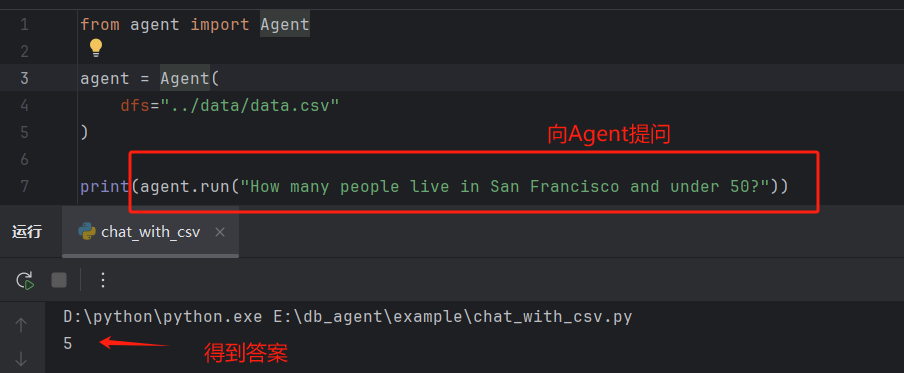 1 from agent import Agent
2
3 agent = Agent(
4 dfs="../data/data.csv"
5 )
向Agent提问
6
7 print(agent.run("How many people live in San Francisco and under 50?"))
运行 chat_with_csv ×
D:\python\python.exe E:\db_agent\example\chat_with_csv.py
5 得到答案